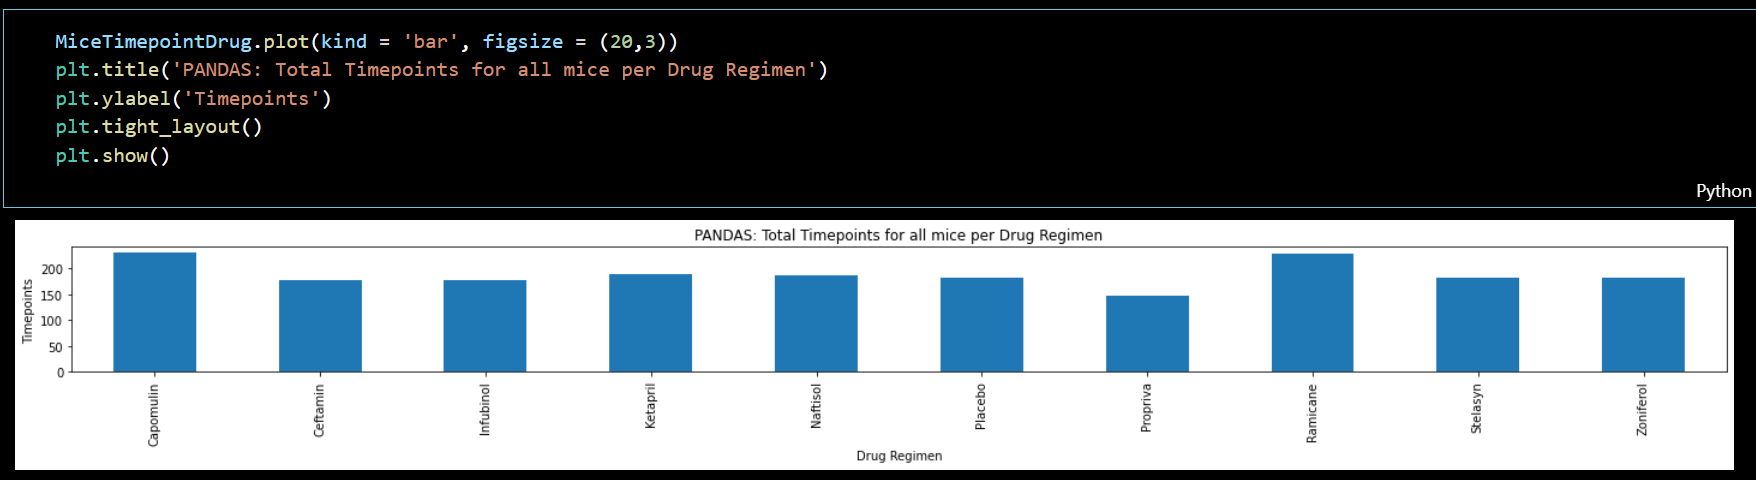 MiceTimepointDrug.plot(kind = 'bar', figsize = (20,3))
plt.title('PANDAS: Total Timepoints for all mice per Drug Regimen')
plt.ylabel('Timepoints')
plt.tight_layout()
plt.show()
Python
PANDAS: Total Timepoints for all mice per Drug Regimen
Timepoints
200
150
100
50
0
Capomulin
Ceftamin
Infubinol
Ketapril
Naftisol
Placebo
Propriva
Ramicane
Stelasyn
Zoniferol
Drug Regimen